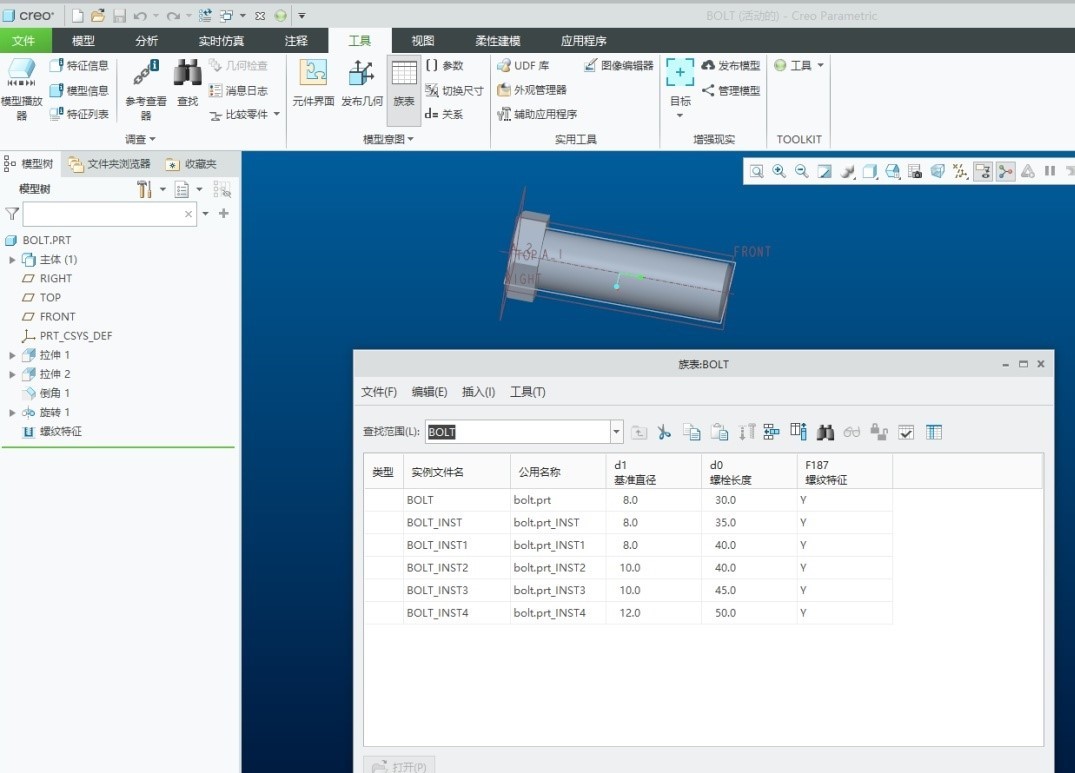 creo
BOLT (活动的) - Creo Parametric
文件 模型 分析 实时仿真 注释 工具 视图 柔性建模 应用程序
模型播放器
特征信息
模型信息
特征列表
参考查看器
查找
几何检查
消息日志
比较零件
调查
元件界面
发布几何
族表
[] 参数
切换尺寸
d= 关系
模型意图
UDF 库
外观管理器
辅助应用程序
图像编辑器
实用工具
目标
发布模型
管理模型
增强现实
工具
TOOLKIT
模型树 文件夹浏览器 收藏夹
模型树
BOLT.PRT
主体 (1)
RIGHT
TOP
FRONT
PRT_CSYS_DEF
拉伸 1
拉伸 2
倒角 1
旋转 1
螺纹特征
FRONT
族表:BOLT
文件(F) 编辑(E) 插入(I) 工具(T)
查找范围(L): BOLT
类型 实例文件名 公用名称 d1 基准直径 d0 螺栓长度 F187 螺纹特征
BOLT bolt.prt 8.0 30.0 Y
BOLT_INST bolt.prt_INST 8.0 35.0 Y
BOLT_INST1 bolt.prt_INST1 8.0 40.0 Y
BOLT_INST2 bolt.prt_INST2 10.0 40.0 Y
BOLT_INST3 bolt.prt_INST3 10.0 45.0 Y
BOLT_INST4 bolt.prt_INST4 12.0 50.0 Y
打开(P)